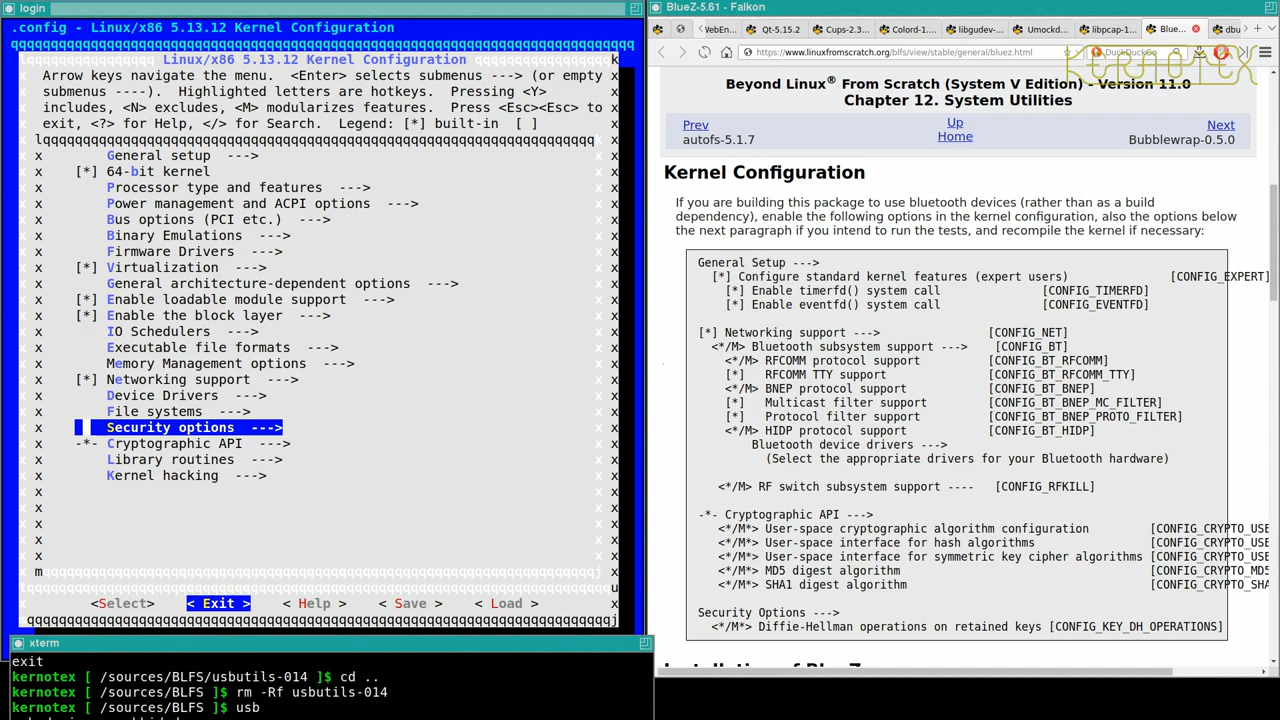 login
.config - Linux/x86 5.13.12 Kernel Configuration
qqqqqqqqqqqqqqqqqqqqqqqqqqqqqqqqqqqqqqqqqqqqqqqqqqqqqqqqqqqqqqqqqqqqqqqqqqqqqq
Linux/x86 5.13.12 Kernel Configuration
Arrow keys navigate the menu. <Enter> selects submenus ---> (or empty
submenus ----). Highlighted letters are hotkeys. Pressing <Y>
includes, <N> excludes, <M> modularizes features. Press <Esc><Esc> to
exit, <?> for Help, </> for Search. Legend: [*] built-in [ ]
General setup --->
[*] 64-bit kernel
Processor type and features --->
Power management and ACPI options --->
Bus options (PCI etc.) --->
Binary Emulations --->
Firmware Drivers --->
[*] Virtualization --->
General architecture-dependent options --->
[*] Enable loadable module support --->
[*] Enable the block layer --->
IO Schedulers --->
Executable file formats --->
Memory Management options --->
[*] Networking support --->
Device Drivers --->
File systems --->
Security options --->
-*- Cryptographic API --->
Library routines --->
Kernel hacking --->
<Select> < Exit > < Help > < Save > < Load >
xterm
exit
kernotex [ /sources/BLFS/usbutils-014 ]$ cd ..
kernotex [ /sources/BLFS ]$ rm -Rf usbutils-014
kernotex [ /sources/BLFS ]$ usb
BlueZ-5.61 - Falkon
WebEn. Qt-5.15.2 Cups-2.3. Colord-1. libgudev- Umockd. libpcap-1 Blue. dbu
https://www.linuxfromscratch.org/blfs/view/stable/general/bluez.html
DuckDuckGo
KERNOTEX
Beyond Linux® From Scratch (System V Edition) - Version 11.0
Chapter 12. System Utilities
Prev Up Next
autofs-5.1.7 Home Bubblewrap-0.5.0
Kernel Configuration
If you are building this package to use bluetooth devices (rather than as a build
dependency), enable the following options in the kernel configuration, also the options below
the next paragraph if you intend to run the tests, and recompile the kernel if necessary:
General Setup --->
[*] Configure standard kernel features (expert users) [CONFIG_EXPERT]
[*] Enable timerfd() system call [CONFIG_TIMERFD]
[*] Enable eventfd() system call [CONFIG_EVENTFD]
[*] Networking support ---> [CONFIG_NET]
<*/M> Bluetooth subsystem support ---> [CONFIG_BT]
<*/M> RFCOMM protocol support [CONFIG_BT_RFCOMM]
[*] RFCOMM TTY support [CONFIG_BT_RFCOMM_TTY]
<*/M> BNEP protocol support [CONFIG_BT_BNEP]
[*] Multicast filter support [CONFIG_BT_BNEP_MC_FILTER]
[*] Protocol filter support [CONFIG_BT_BNEP_PROTO_FILTER]
<*/M> HIDP protocol support [CONFIG_BT_HIDP]
Bluetooth device drivers --->
(Select the appropriate drivers for your Bluetooth hardware)
<*/M> RF switch subsystem support ---- [CONFIG_RFKILL]
-*- Cryptographic API --->
<*/M> User-space cryptographic algorithm configuration [CONFIG_CRYPTO_USE
<*/M> User-space interface for hash algorithms [CONFIG_CRYPTO_USE
<*/M> User-space interface for symmetric key cipher algorithms [CONFIG_CRYPTO_USE
<*/M> MD5 digest algorithm [CONFIG_CRYPTO_MD5
<*/M> SHA1 digest algorithm [CONFIG_CRYPTO_SHA
Security Options --->
<*/M> Diffie-Hellman operations on retained keys [CONFIG_KEY_DH_OPERATIONS]